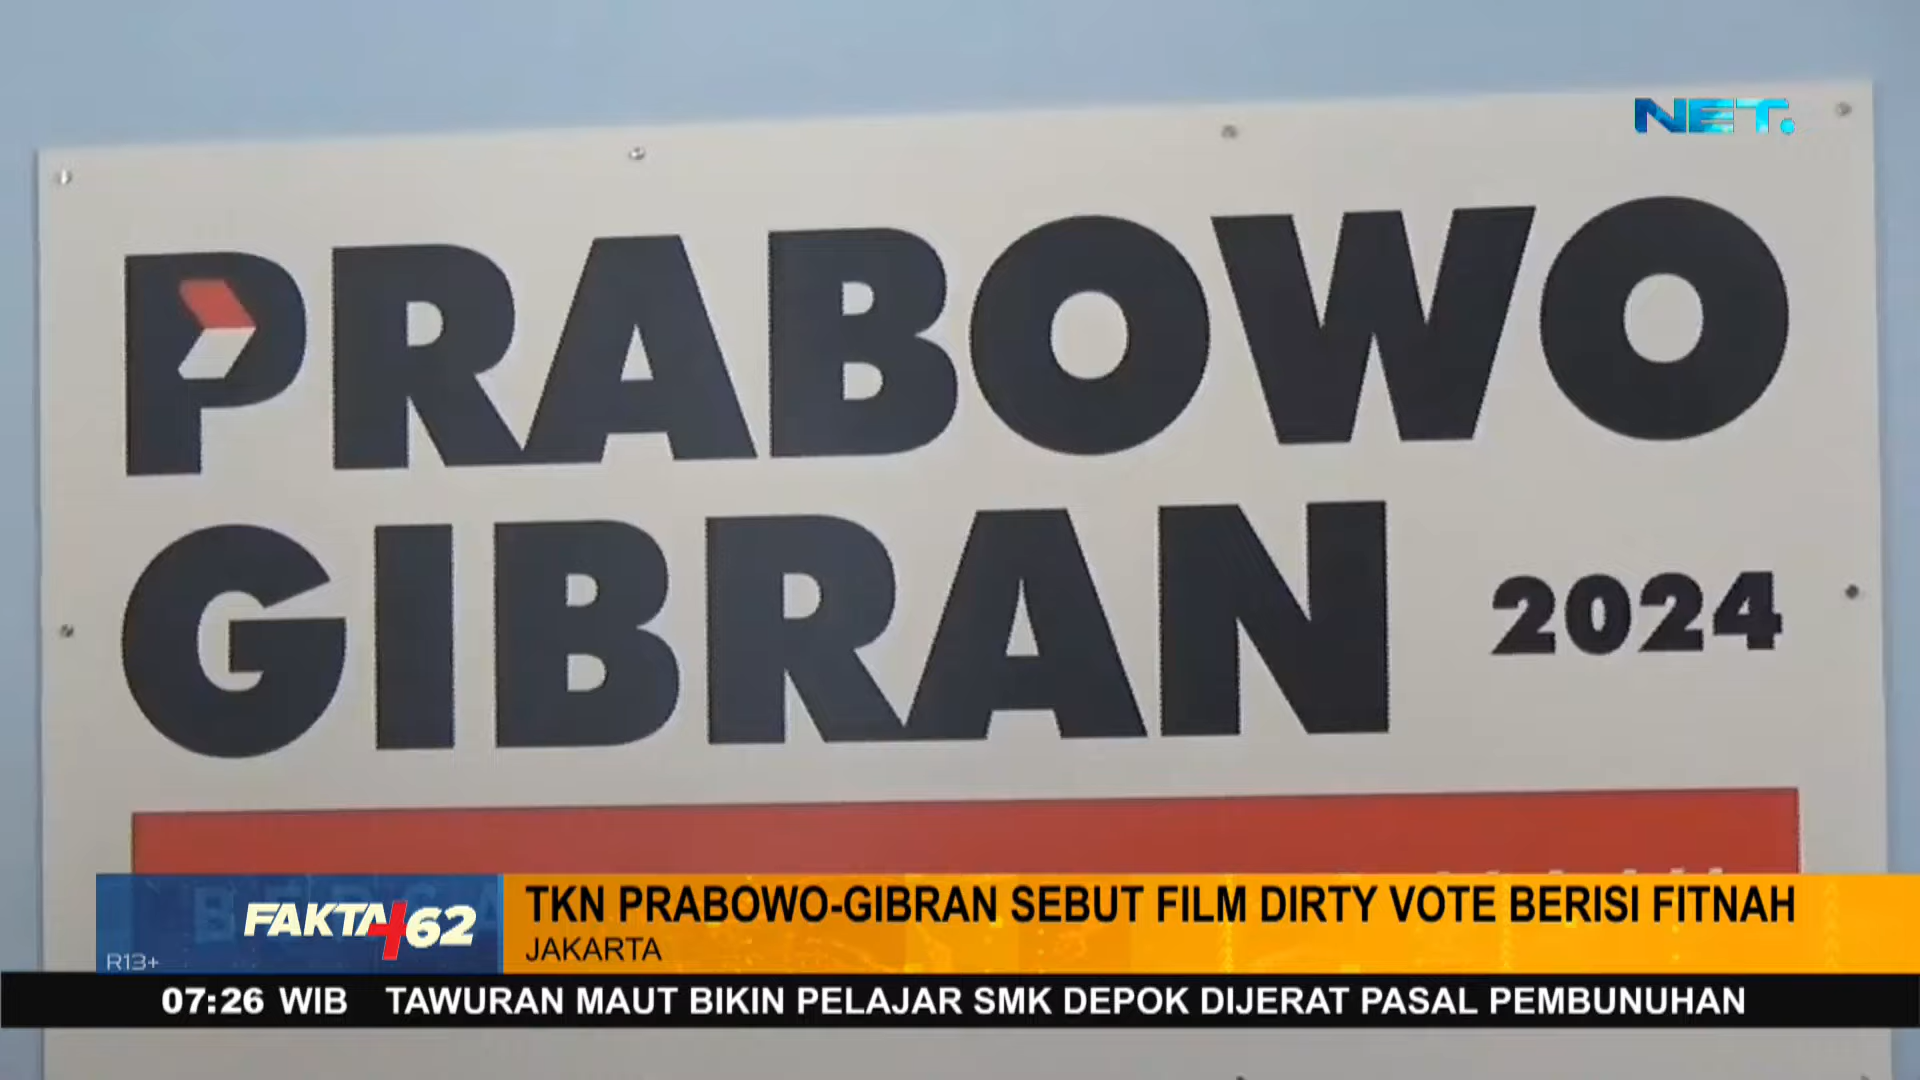 NET.
PRABOWO
GIBRAN 2024
FAKTA+62
R13+
TKN PRABOWO-GIBRAN SEBUT FILM DIRTY VOTE BERISI FITNAH
JAKARTA
07:26 WIB TAWURAN MAUT BIKIN PELAJAR SMK DEPOK DIJERAT PASAL PEMBUNUHAN